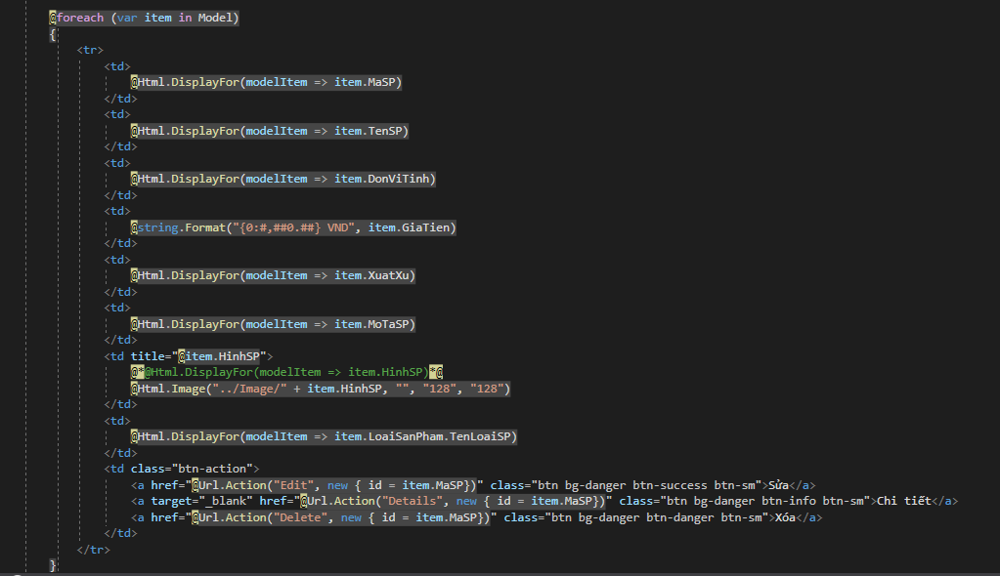 @foreach (var item in Model)
{
<tr>
<td>
@Html.DisplayFor(modelItem => item.MaSP)
</td>
<td>
@Html.DisplayFor(modelItem => item.TenSP)
</td>
<td>
@Html.DisplayFor(modelItem => item.DonViTinh)
</td>
<td>
@string.Format("{0:#,##0.##} VND", item.GiaTien)
</td>
<td>
@Html.DisplayFor(modelItem => item.XuatXu)
</td>
<td>
@Html.DisplayFor(modelItem => item.MoTaSP)
</td>
<td title="@item.HinhSP">
@*@Html.DisplayFor(modelItem => item.HinhSP)*@
@Html.Image("../Image/" + item.HinhSP, "", "128", "128")
</td>
<td>
@Html.DisplayFor(modelItem => item.LoaiSanPham.TenLoaiSP)
</td>
<td class="btn-action">
<a href="@Url.Action("Edit", new { id = item.MaSP})" class="btn bg-danger btn-success btn-sm">Sửa</a>
<a target="_blank" href="@Url.Action("Details", new { id = item.MaSP})" class="btn bg-danger btn-info btn-sm">Chi tiết</a>
<a href="@Url.Action("Delete", new { id = item.MaSP})" class="btn bg-danger btn-danger btn-sm">Xóa</a>
</td>
</tr>
}